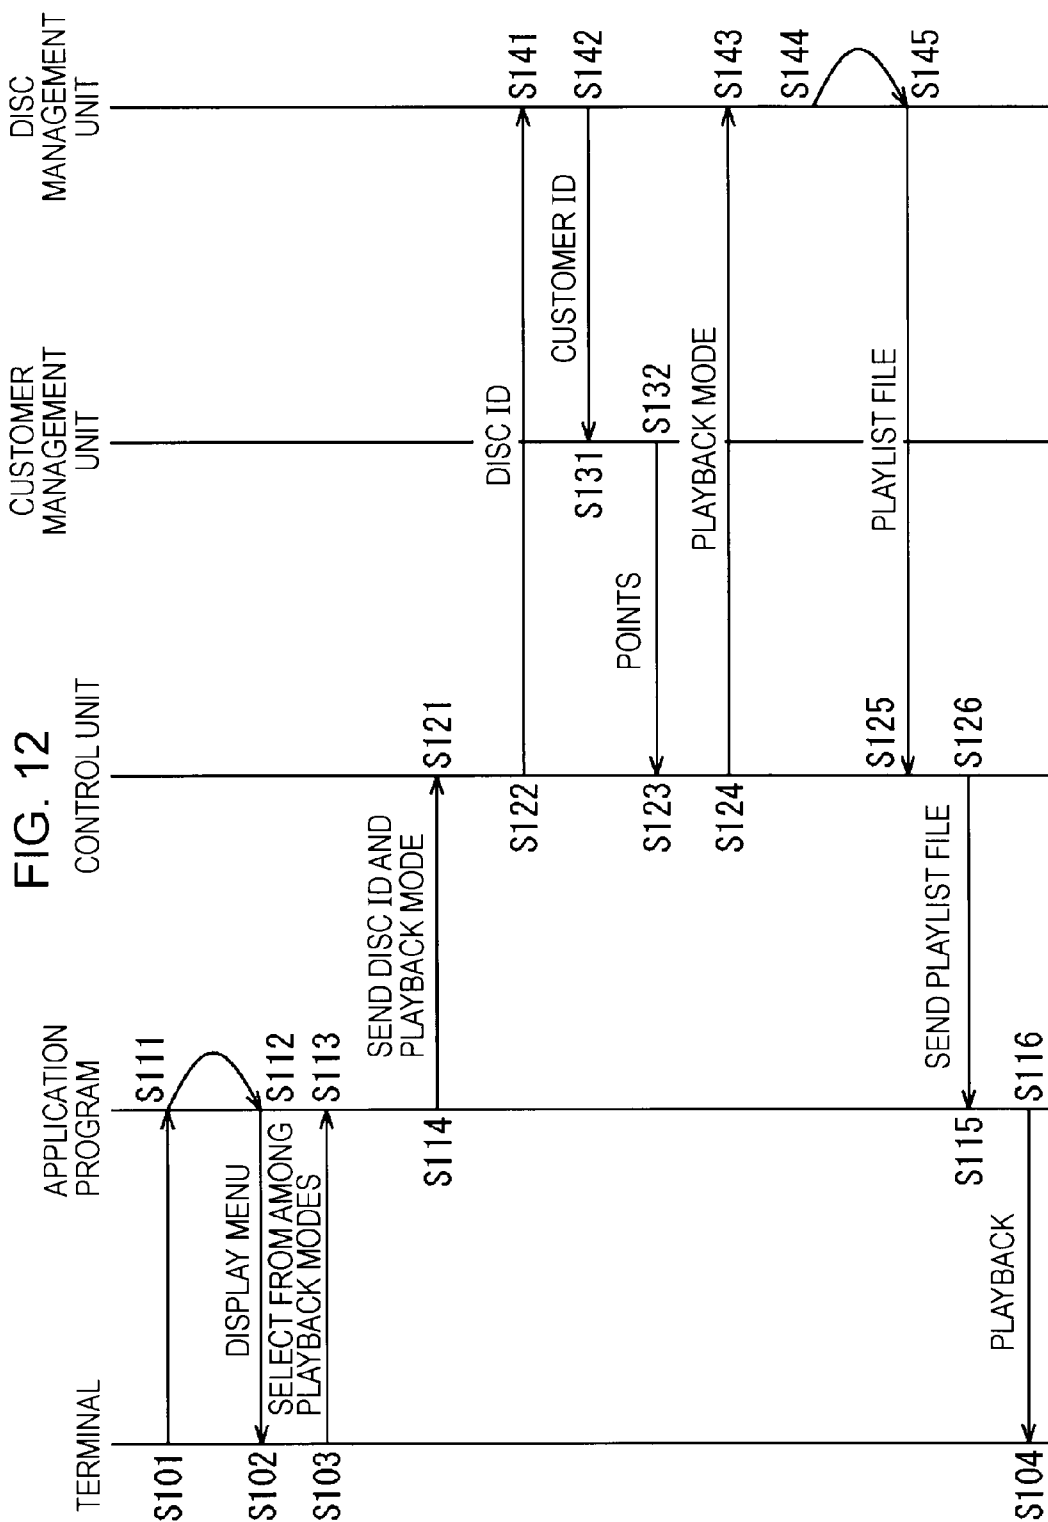 FIG. 12
TERMINAL
APPLICATION
PROGRAM
CONTROL UNIT
CUSTOMER
MANAGEMENT
UNIT
DISC
MANAGEMENT
UNIT
S101
S111
S102
DISPLAY MENU
S112
S103
SELECT FROM AMONG
PLAYBACK MODES
S113
S114
SEND DISC ID AND
PLAYBACK MODE
S121
S122
DISC ID
S141
S131
CUSTOMER ID
S142
S123
POINTS
S132
S124
PLAYBACK MODE
S143
S144
S125
PLAYLIST FILE
S145
S115
SEND PLAYLIST FILE
S126
S104
PLAYBACK
S116